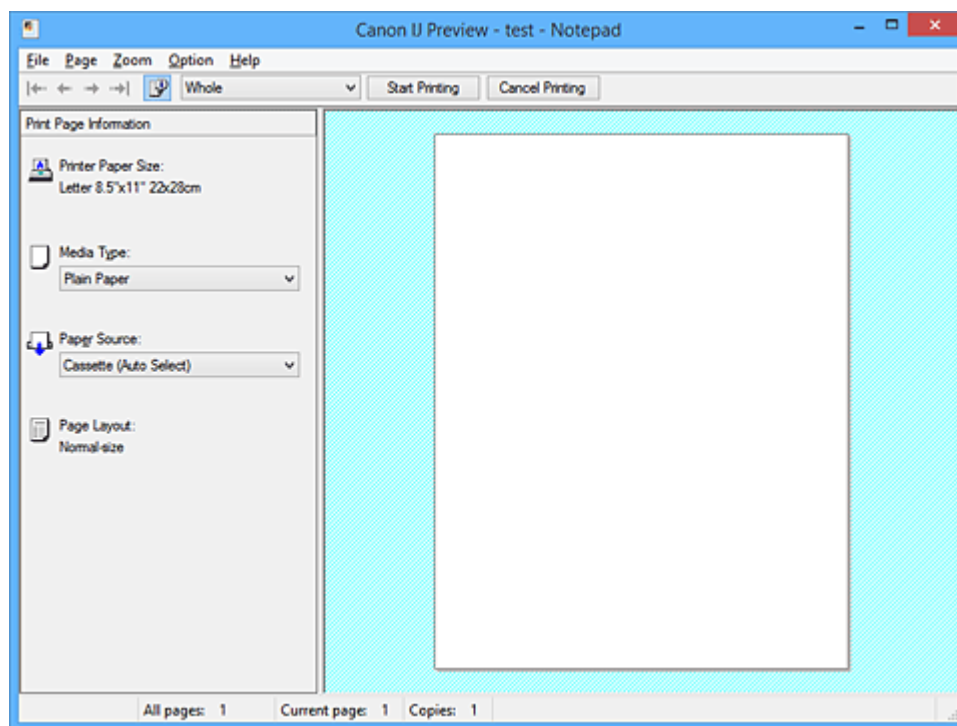 Canon IJ Preview - test - Notepad
File Page Zoom Option Help
Whole Start Printing Cancel Printing
Print Page Information
Printer Paper Size:
Letter 8.5"x11" 22x28cm
Media Type:
Plain Paper
Paper Source:
Cassette (Auto Select)
Page Layout:
Normal-size
All pages: 1 Current page: 1 Copies: 1